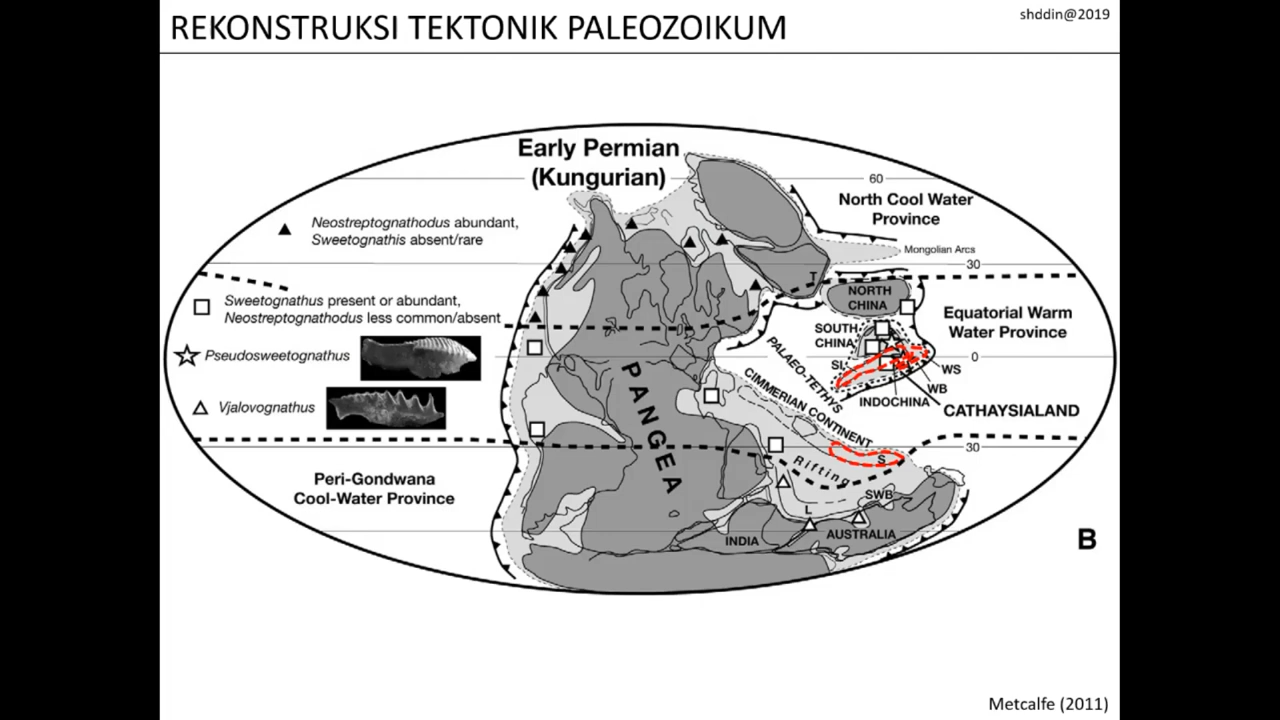 REKONSTRUKSI TEKTONIK PALEOZOIKUM
shddin@2019
Early Permian
(Kungurian)
60
North Cool Water
Province
Neostreptognathodus abundant,
Sweetognathis absent/rare
Mongolian Arcs
30
T
NORTH
CHINA
Sweetognathus present or abundant,
Neostreptognathodus less common/absent
Equatorial Warm
Water Province
SOUTH
CHINA
Pseudosweetognathus
PALAEO-TETHYS
SI
0
WS
WB
INDOCHINA
CATHAYSIALAND
Vjalovognathus
PANGEA
CIMMERIAN CONTINENT
30
S
Rifting
Peri-Gondwana
Cool-Water Province
SWB
L
INDIA
AUSTRALIA
B
Metcalfe (2011)